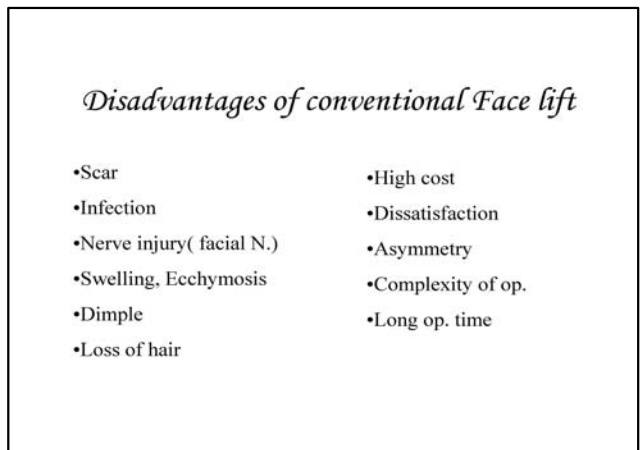 Disadvantages of conventional Face lift
•Scar
•Infection
•Nerve injury( facial N.)
•Swelling, Ecchymosis
•Dimple
•Loss of hair
•High cost
•Dissatisfaction
•Asymmetry
•Complexity of op.
•Long op. time